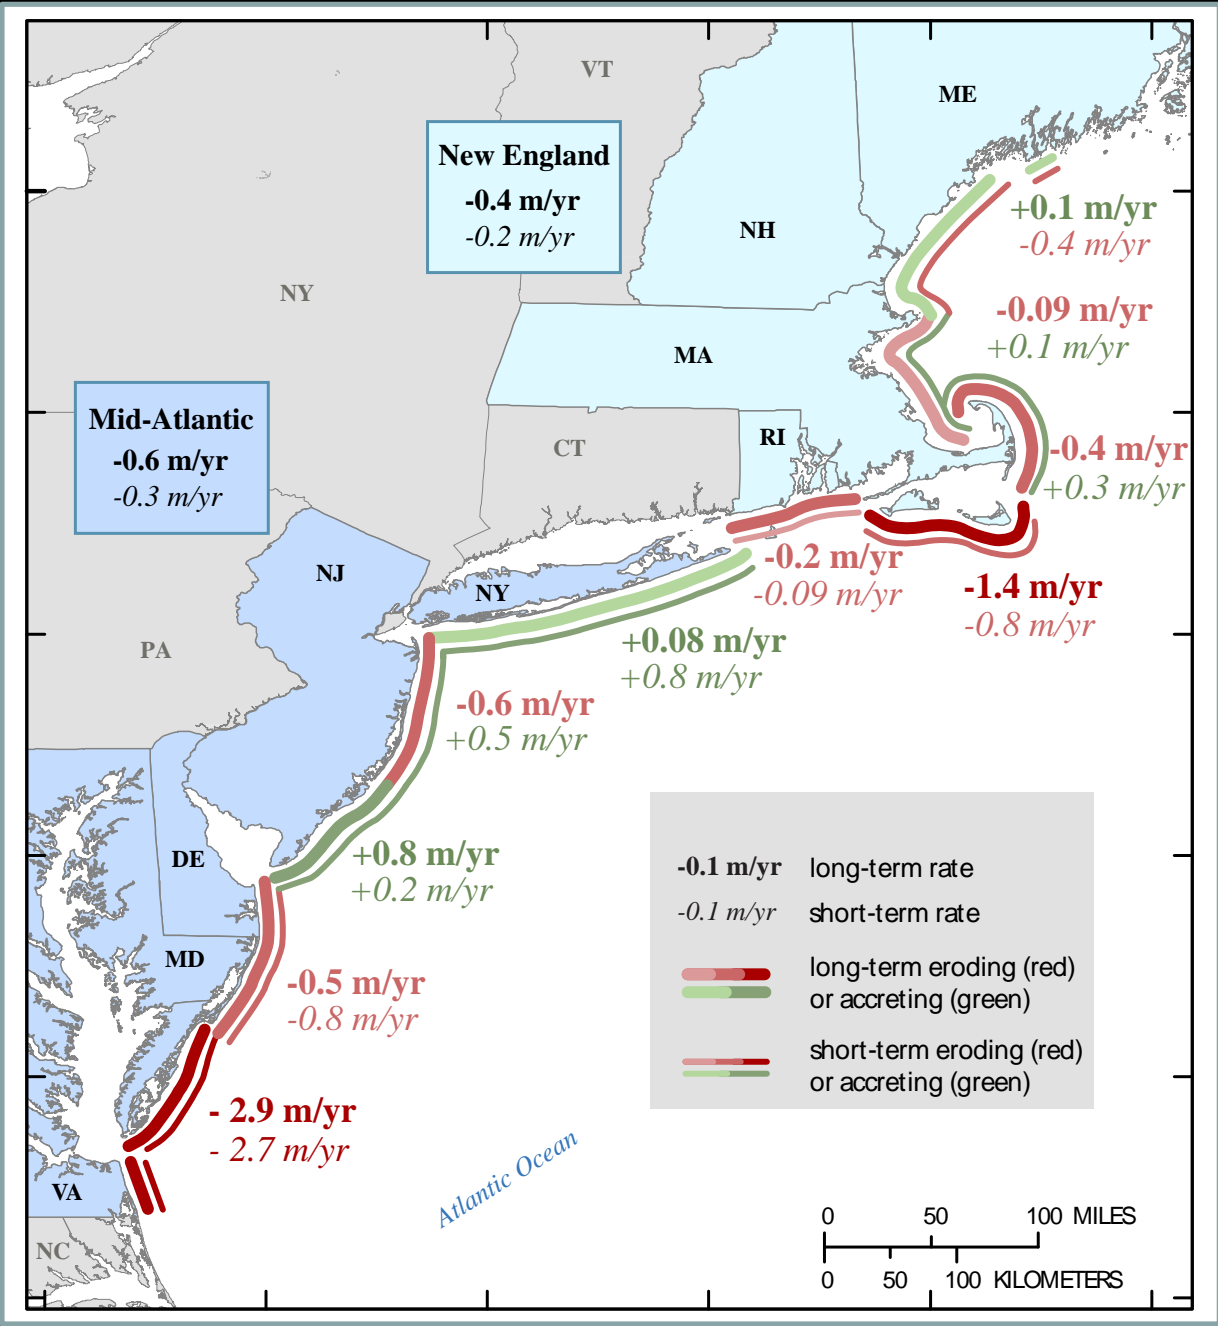 VT
ME
New England
-0.4 m/yr
-0.2 m/yr
NH
+0.1 m/yr
-0.4 m/yr
NY
-0.09 m/yr
+0.1 m/yr
MA
Mid-Atlantic
-0.6 m/yr
-0.3 m/yr
CT
RI
-0.4 m/yr
+0.3 m/yr
NJ
NY
-0.2 m/yr
-0.09 m/yr
-1.4 m/yr
-0.8 m/yr
PA
+0.08 m/yr
+0.8 m/yr
-0.6 m/yr
+0.5 m/yr
DE
+0.8 m/yr
+0.2 m/yr
-0.1 m/yr long-term rate
-0.1 m/yr short-term rate
MD
-0.5 m/yr
-0.8 m/yr
long-term eroding (red)
or accreting (green)
short-term eroding (red)
or accreting (green)
- 2.9 m/yr
- 2.7 m/yr
Atlantic Ocean
VA
NC
0 50 100 MILES
0 50 100 KILOMETERS